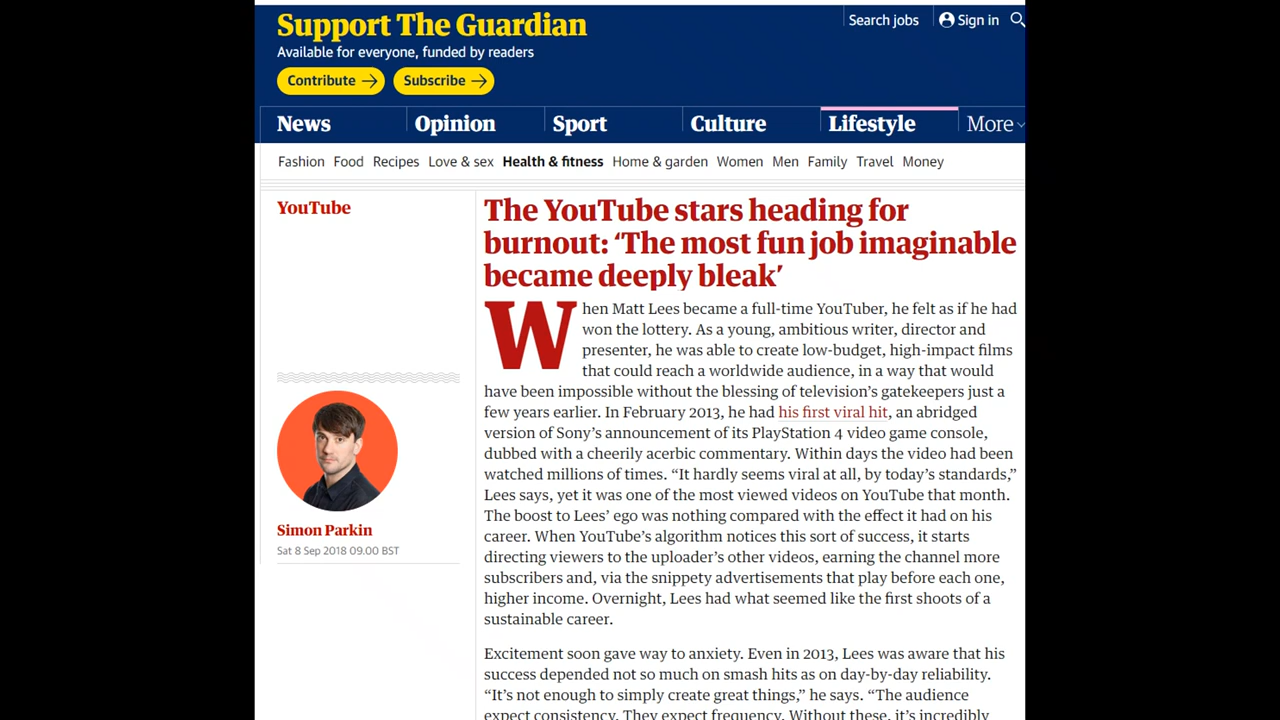 Support The Guardian
Available for everyone, funded by readers
Contribute →
Subscribe →
Search jobs
Sign in
News
Opinion
Sport
Culture
Lifestyle
More
Fashion Food Recipes Love & sex Health & fitness Home & garden Women Men Family Travel Money
YouTube
The YouTube stars heading for
burnout: ‘The most fun job imaginable
became deeply bleak’
Simon Parkin
Sat 8 Sep 2018 09.00 BST
When Matt Lees became a full-time YouTuber, he felt as if he had
won the lottery. As a young, ambitious writer, director and
presenter, he was able to create low-budget, high-impact films
that could reach a worldwide audience, in a way that would
have been impossible without the blessing of television’s gatekeepers just a
few years earlier. In February 2013, he had his first viral hit, an abridged
version of Sony’s announcement of its PlayStation 4 video game console,
dubbed with a cheerily acerbic commentary. Within days the video had been
watched millions of times. “It hardly seems viral at all, by today’s standards,”
Lees says, yet it was one of the most viewed videos on YouTube that month.
The boost to Lees’ ego was nothing compared with the effect it had on his
career. When YouTube’s algorithm notices this sort of success, it starts
directing viewers to the uploader’s other videos, earning the channel more
subscribers and, via the snippety advertisements that play before each one,
higher income. Overnight, Lees had what seemed like the first shoots of a
sustainable career.
Excitement soon gave way to anxiety. Even in 2013, Lees was aware that his
success depended not so much on smash hits as on day-by-day reliability.
“It’s not enough to simply create great things,” he says. “The audience
expect consistency. They expect frequency. Without these, it’s incredibly